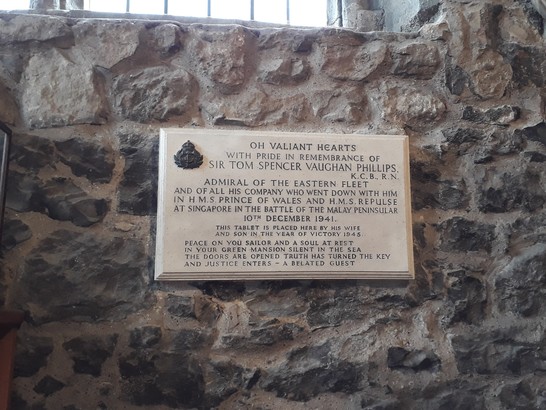 OH VALIANT HEARTS
WITH PRIDE IN REMEMBRANCE OF
SIR TOM SPENCER VAUGHAN PHILLIPS,
K.C.B. R.N.
ADMIRAL OF THE EASTERN FLEET
AND OF ALL HIS COMPANY WHO WENT DOWN WITH HIM
IN H.M.S. PRINCE OF WALES AND H.M.S. REPULSE
AT SINGAPORE IN THE BATTLE OF THE MALAY PENINSULAR
10TH DECEMBER 1941.
THIS TABLET IS PLACED HERE BY HIS WIFE
AND SON IN THE YEAR OF VICTORY 1945.
PEACE ON YOU SAILOR AND A SOUL AT REST
IN YOUR GREEN MANSION SILENT IN THE SEA
THE DOORS ARE OPENED TRUTH HAS TURNED THE KEY
AND JUSTICE ENTERS - A BELATED GUEST